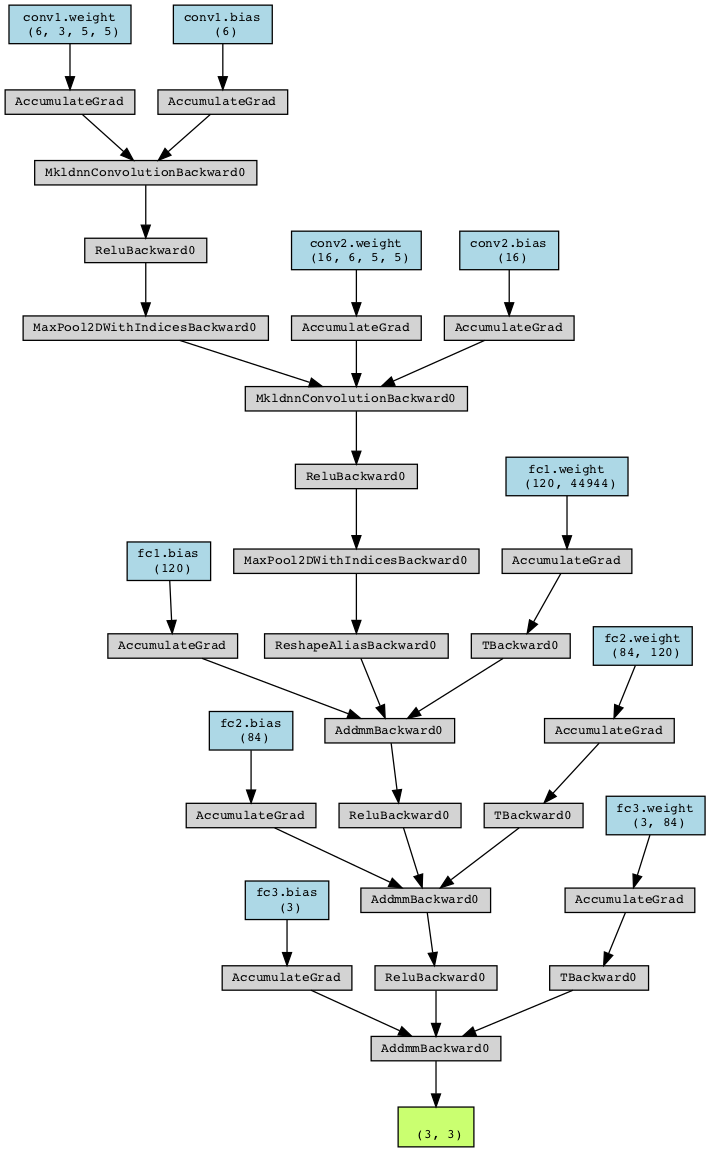 conv1.weight
(6, 3, 5, 5)
conv1.bias
(6)
AccumulateGrad
AccumulateGrad
MkldnnConvolutionBackward0
ReluBackward0
conv2.weight
(16, 6, 5, 5)
conv2.bias
(16)
MaxPool2DWithIndicesBackward0
AccumulateGrad
AccumulateGrad
MkldnnConvolutionBackward0
ReluBackward0
fc1.weight
(120, 44944)
fc1.bias
(120)
MaxPool2DWithIndicesBackward0
AccumulateGrad
AccumulateGrad
ReshapeAliasBackward0
TBackward0
fc2.weight
(84, 120)
fc2.bias
(84)
AddmmBackward0
AccumulateGrad
AccumulateGrad
ReluBackward0
TBackward0
fc3.weight
(3, 84)
fc3.bias
(3)
AddmmBackward0
AccumulateGrad
AccumulateGrad
ReluBackward0
TBackward0
AddmmBackward0
(3, 3)